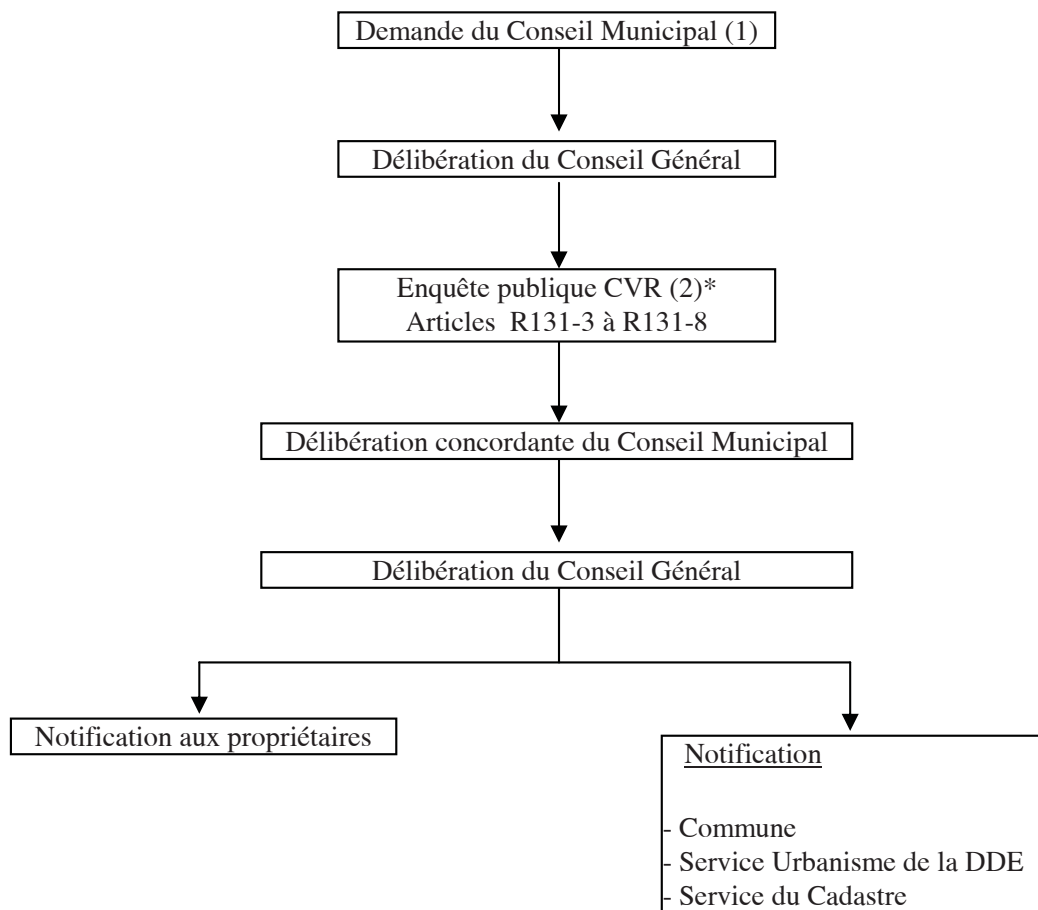 Demande du Conseil Municipal (1)
Délibération du Conseil Général
Enquête publique CVR (2)*
Articles R131-3 à R131-8
Délibération concordante du Conseil Municipal
Délibération du Conseil Général
Notification aux propriétaires
Notification
- Commune
- Service Urbanisme de la DDE
- Service du Cadastre